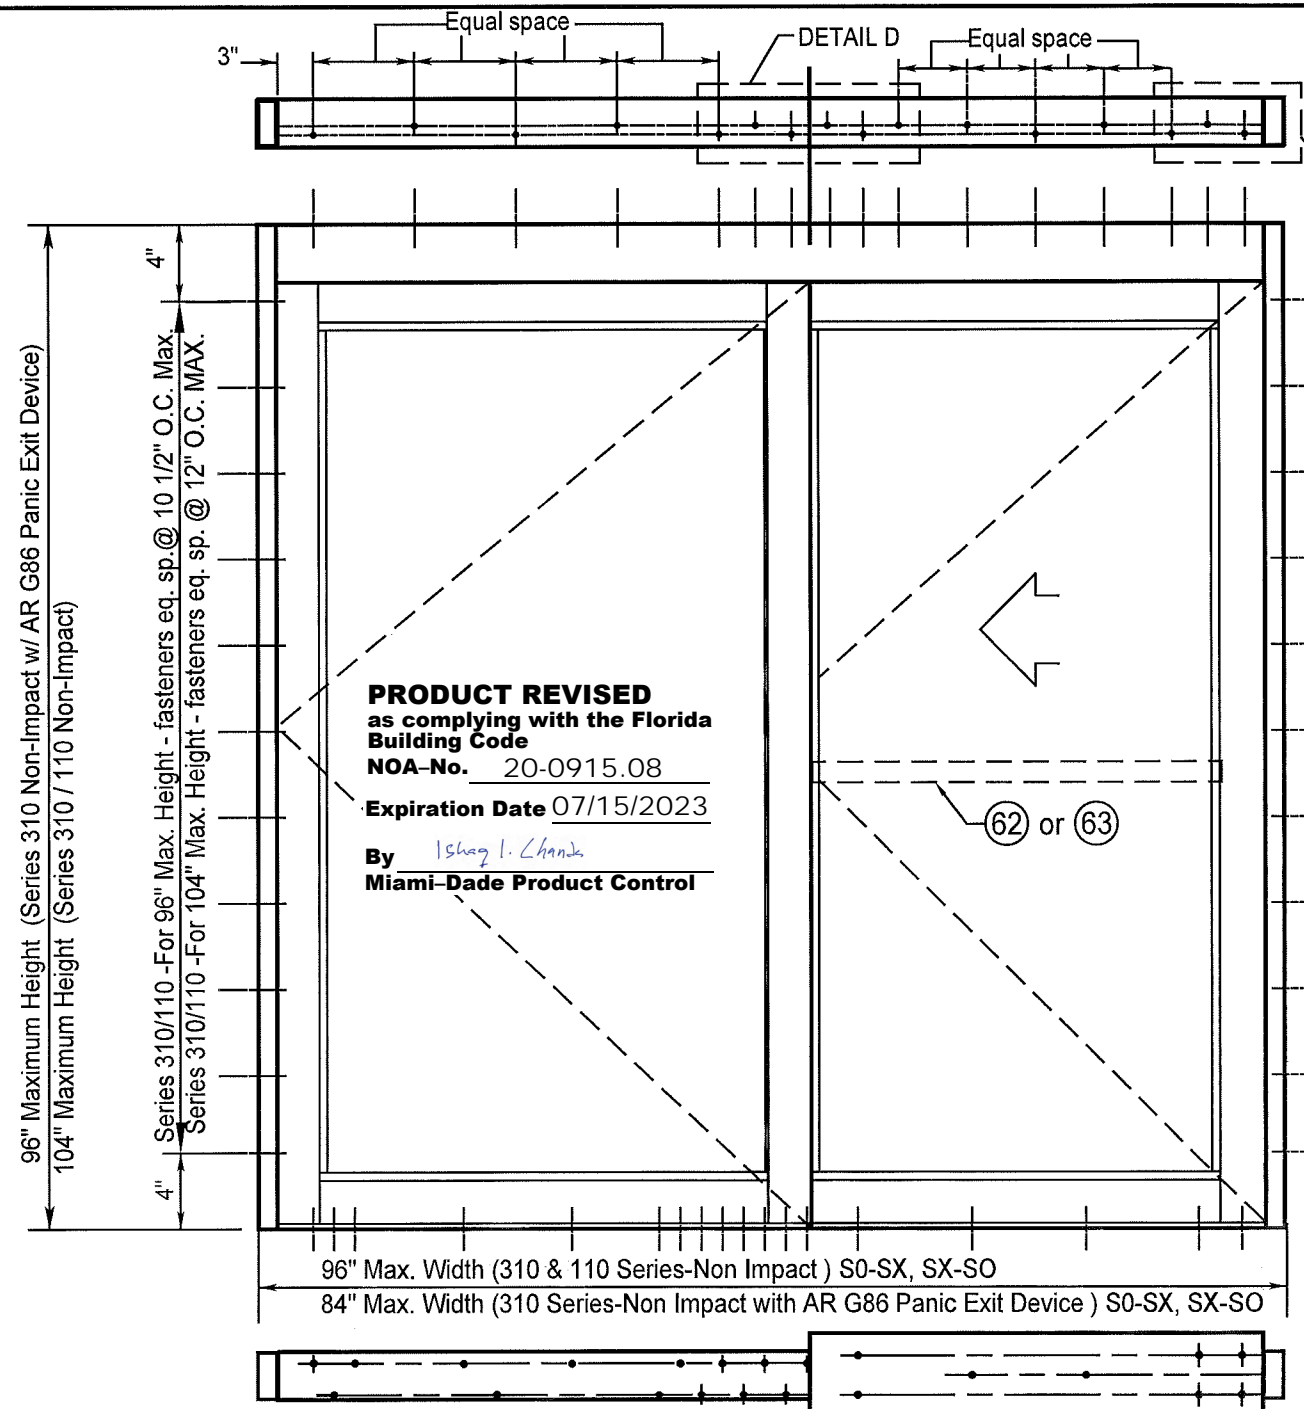 Equal space
3"
DETAIL D
Equal space
4"
96" Maximum Height (Series 310 Non-Impact w/ AR G86 Panic Exit Device)
104" Maximum Height (Series 310 / 110 Non-Impact)
Series 310/110 -For 96" Max. Height - fasteners eq. sp.@ 10 1/2" O.C. Max.
Series 310/110 -For 104" Max. Height - fasteners eq. sp. @ 12" O.C. MAX.
4"
PRODUCT REVISED
as complying with the Florida
Building Code
NOA–No. 20-0915.08
Expiration Date 07/15/2023
By Ishaq I. Chanda
Miami–Dade Product Control
62 or 63
96" Max. Width (310 & 110 Series-Non Impact ) S0-SX, SX-SO
84" Max. Width (310 Series-Non Impact with AR G86 Panic Exit Device ) S0-SX, SX-SO